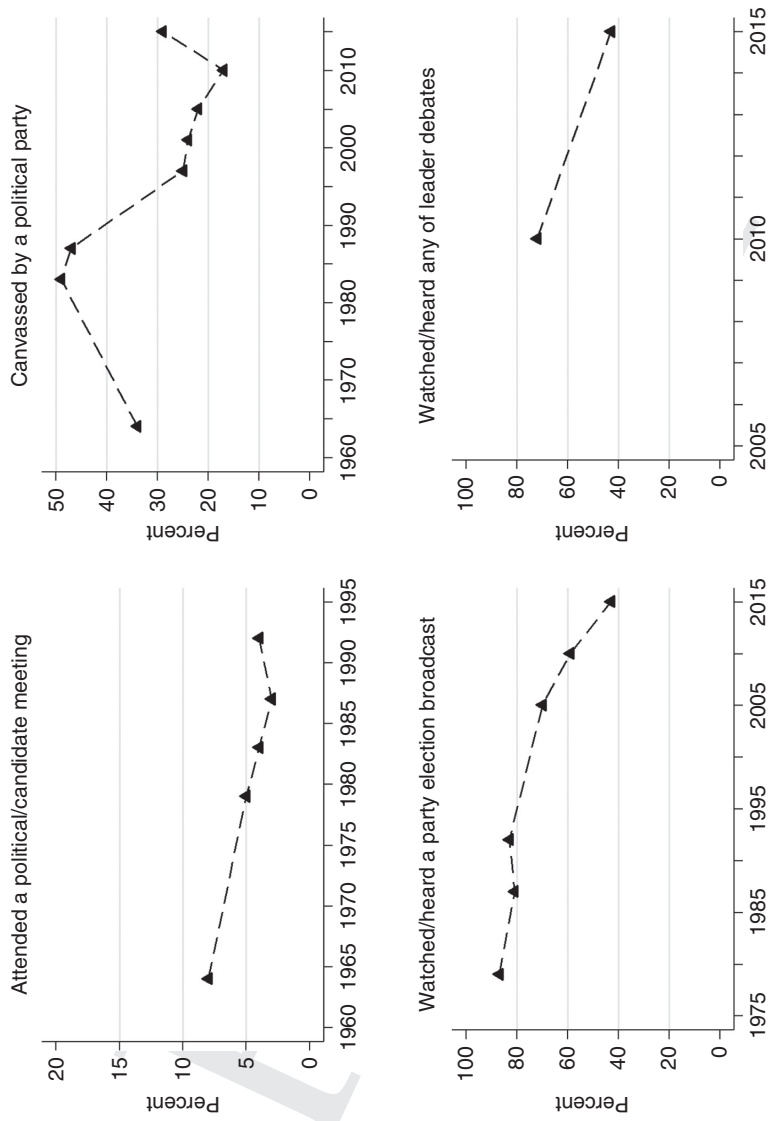 Attended a political/candidate meeting
Percent
20
15
10
5
0
1960 1965 1970 1975 1980 1985 1990 1995
Canvassed by a political party
Percent
50
40
30
20
10
0
1960 1970 1980 1990 2000 2010
Watched/heard a party election broadcast
Percent
100
80
60
40
20
0
1975 1985 1995 2005 2015
Watched/heard any of leader debates
Percent
100
80
60
40
20
0
2005 2010 2015